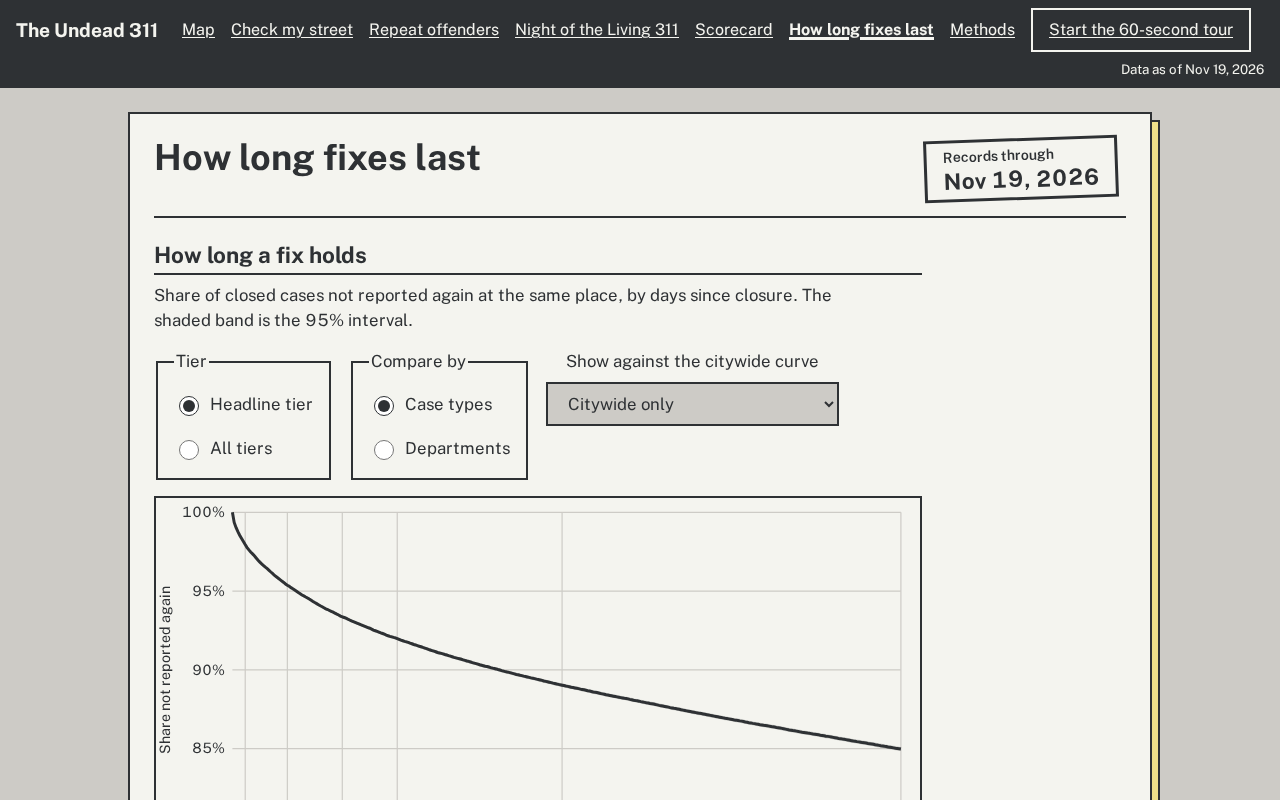 The Undead 311
Map
Check my street
Repeat offenders
Night of the Living 311
Scorecard
How long fixes last
Methods
Start the 60-second tour
Data as of Nov 19, 2026
How long fixes last
Records through
Nov 19, 2026
How long a fix holds
Share of closed cases not reported again at the same place, by days since closure. The
shaded band is the 95% interval.
Tier
Headline tier
All tiers
Compare by
Case types
Departments
Show against the citywide curve
Citywide only
100%
95%
90%
85%
Share not reported again